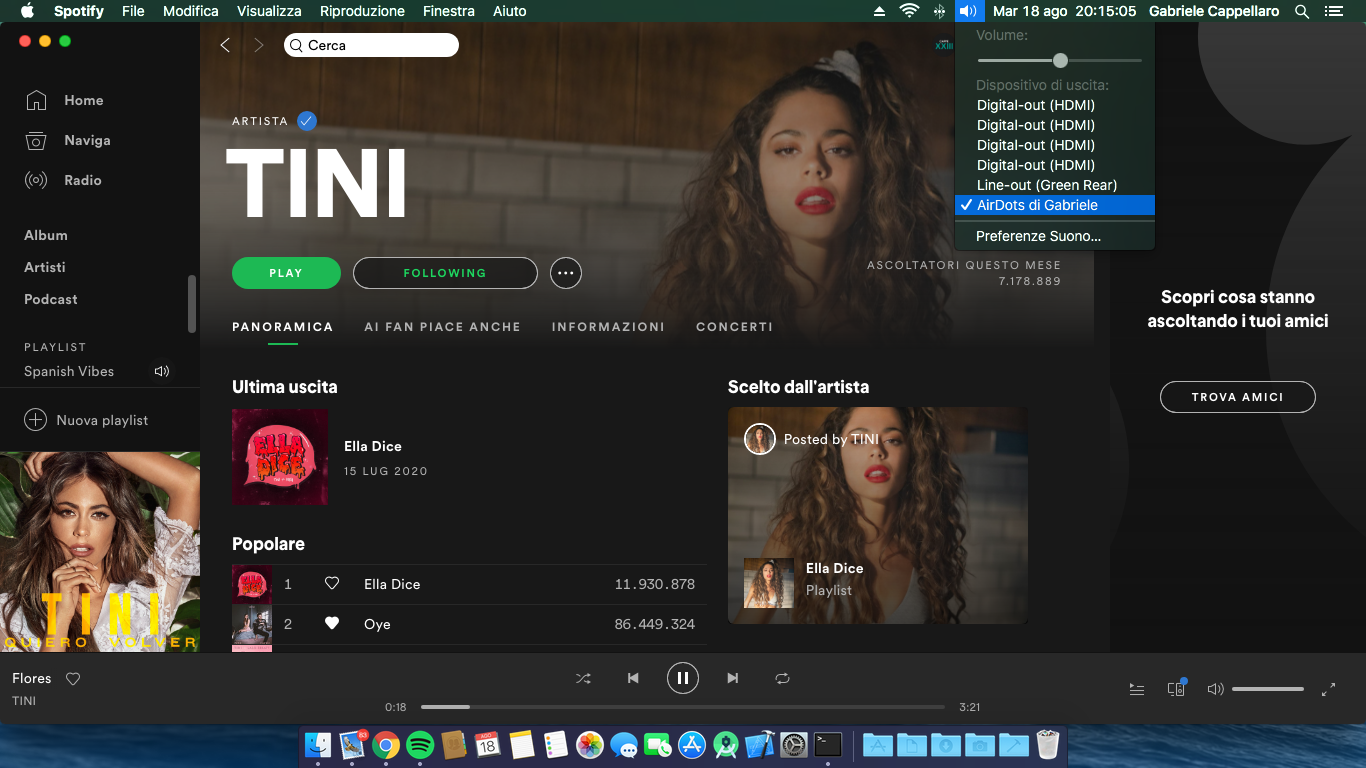 Spotify File Modifica Visualizza Riproduzione Finestra Aiuto
Mar 18 ago 20:15:05 Gabriele Cappellaro
Cerca
Volume:
Dispositivo di uscita:
Digital-out (HDMI)
Digital-out (HDMI)
Digital-out (HDMI)
Digital-out (HDMI)
Line-out (Green Rear)
✓ AirDots di Gabriele
Preferenze Suono...
Home
Naviga
Radio
Album
Artisti
Podcast
PLAYLIST
Spanish Vibes
Nuova playlist
TINI
QUIERO VOLVER
ARTISTA
TINI
PLAY FOLLOWING
ASCOLTATORI QUESTO MESE
7.178.889
PANORAMICA AI FAN PIACE ANCHE INFORMAZIONI CONCERTI
Ultima uscita
ELLA
DICE
Ella Dice
15 LUG 2020
Popolare
1 Ella Dice 11.930.878
2 Oye 86.449.324
Scelto dall'artista
Posted by TINI
Ella Dice
Playlist
Scopri cosa stanno
ascoltando i tuoi amici
TROVA AMICI
Flores
TINI
0:18 3:21
83
AGO
18